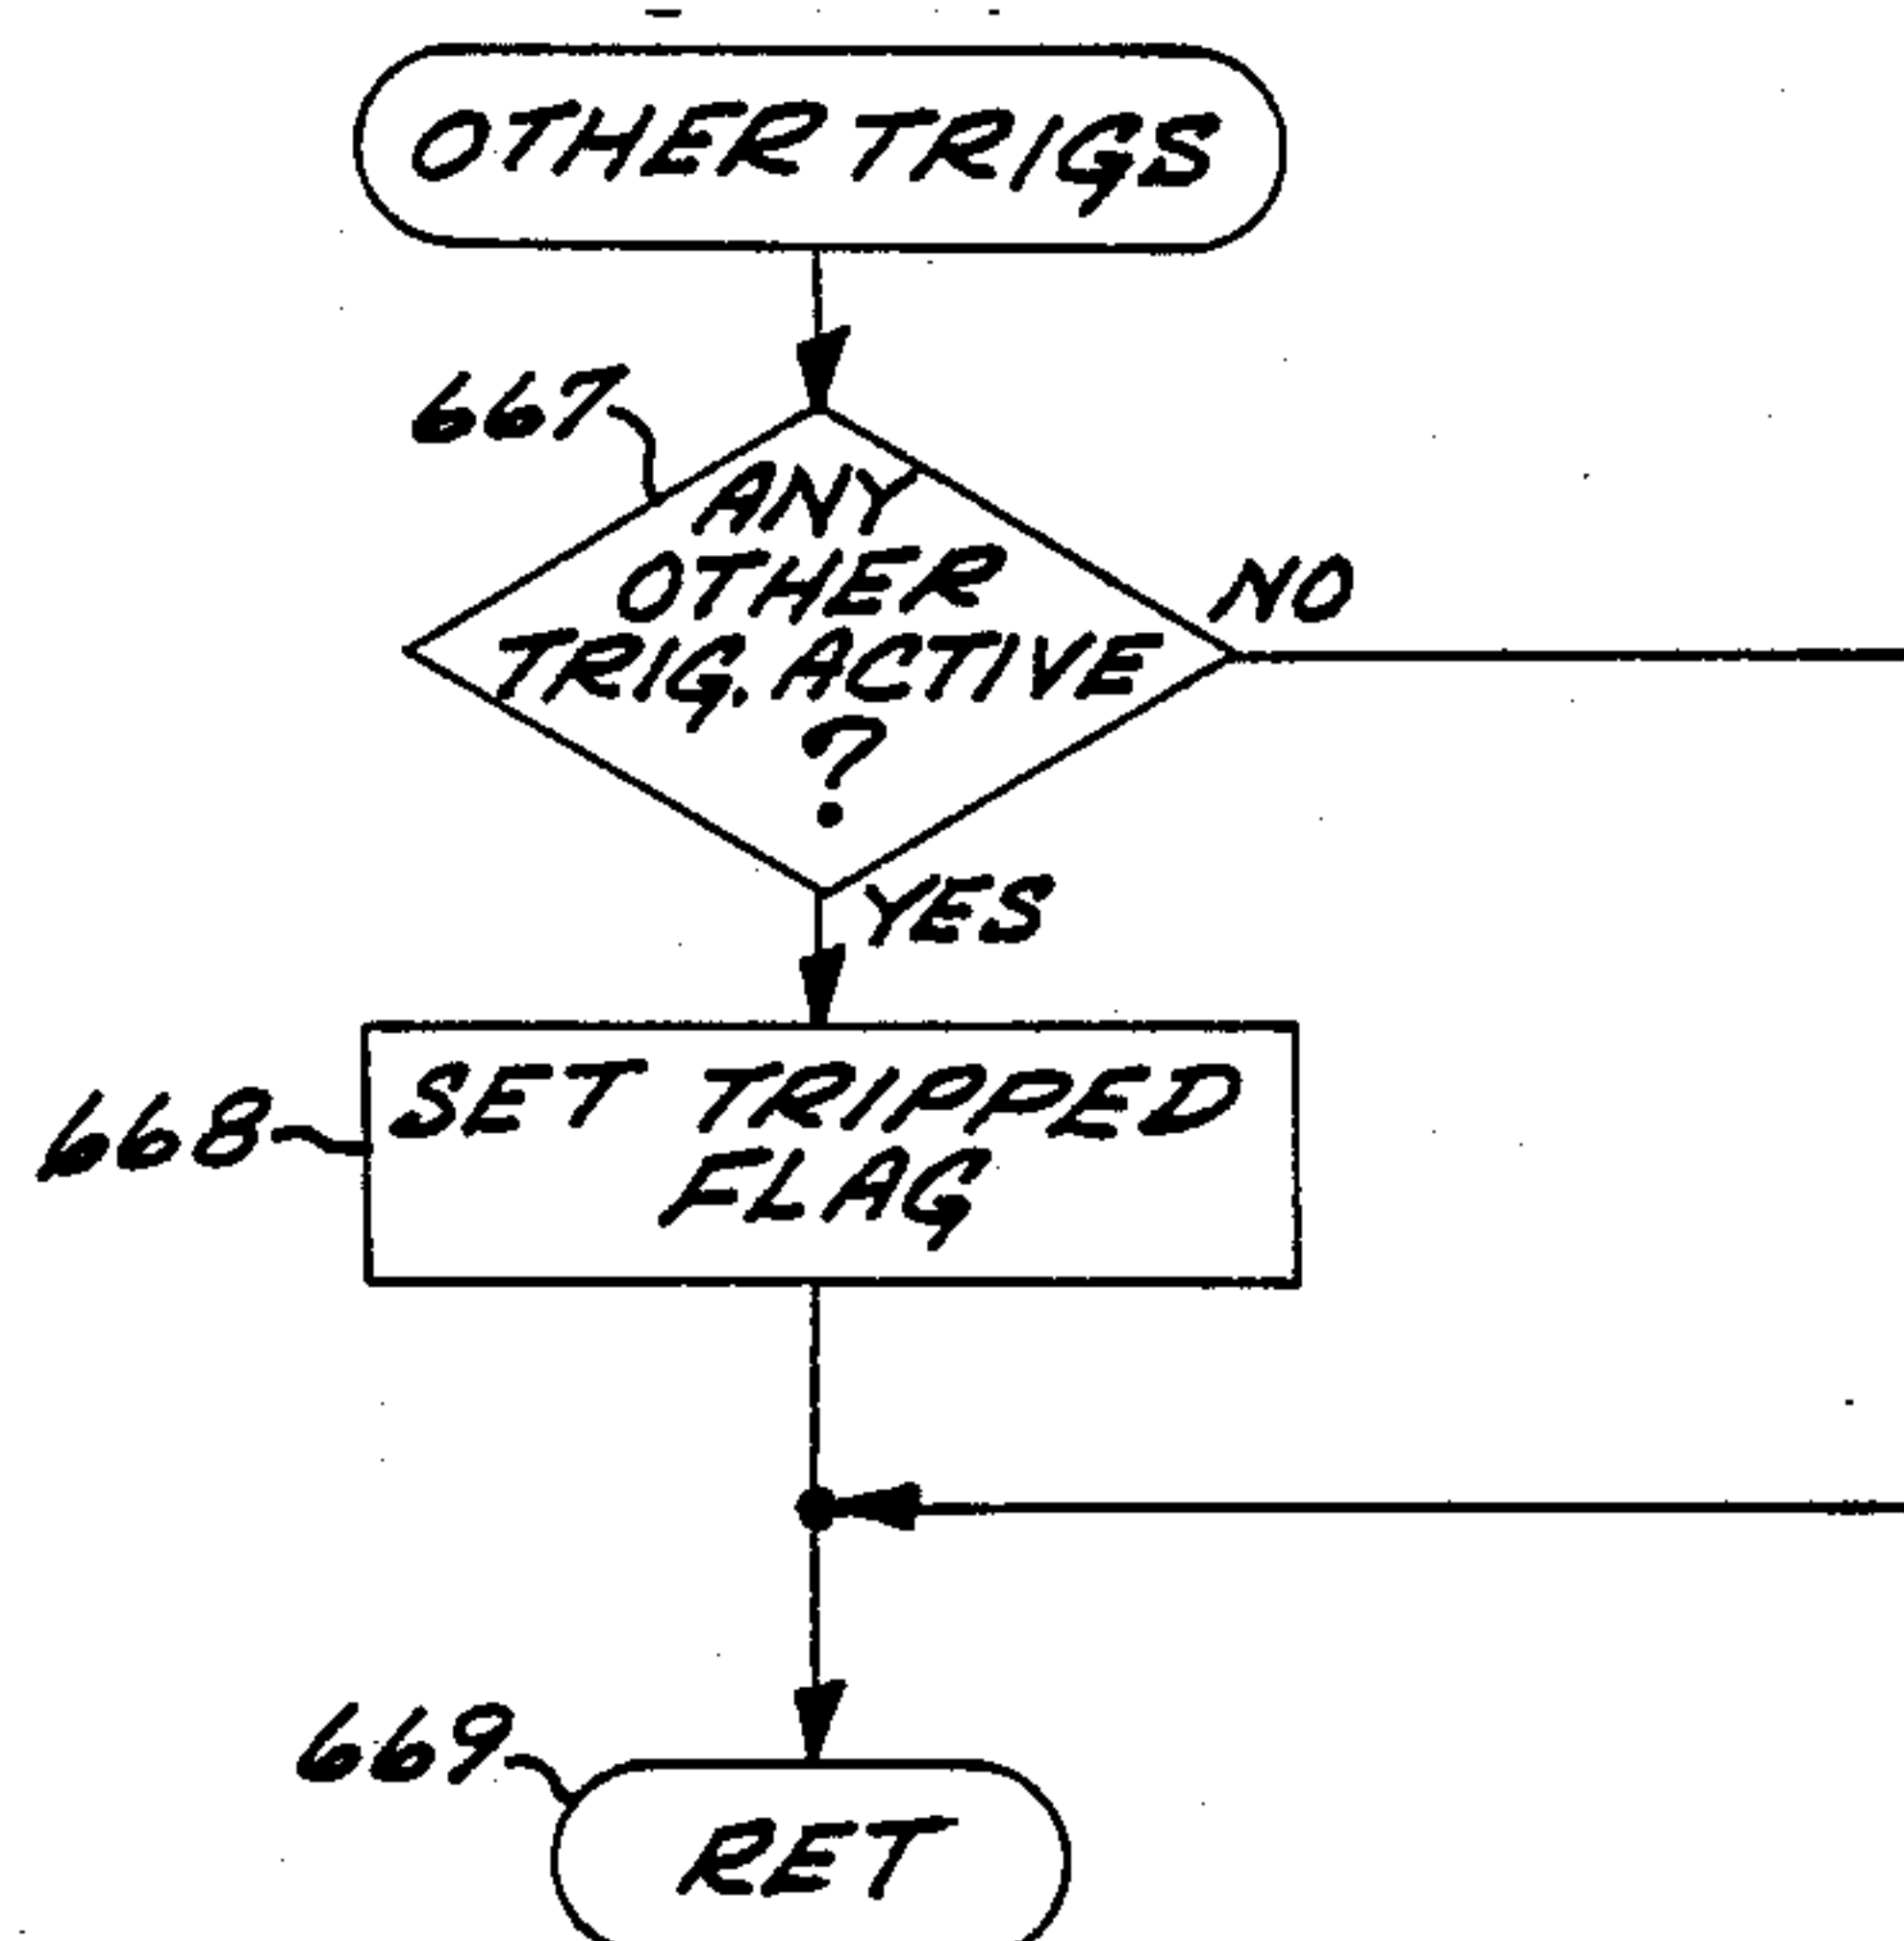 OTHER TRIGS
667
ANY
OTHER
TRIG. ACTIVE
?
NO
YES
668
SET TRIPPED
FLAG
669
RET